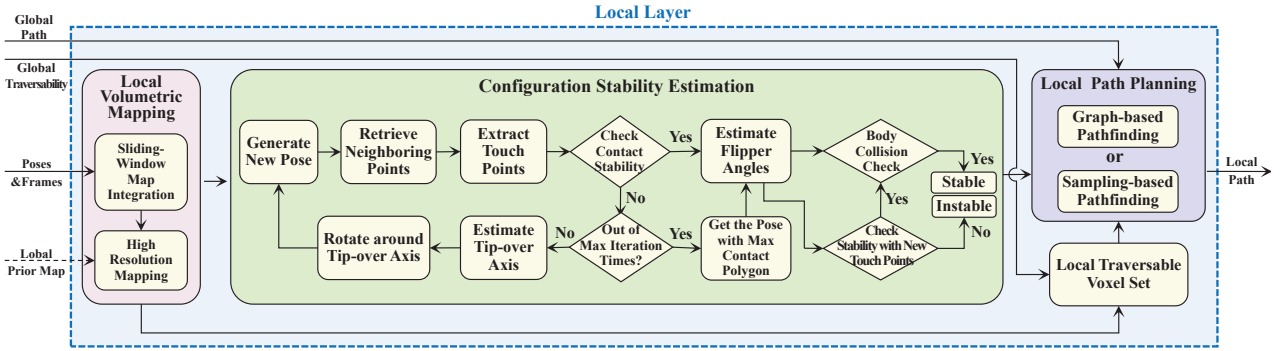 Local Layer
Global
Path
Global
Traversability
Poses
&Frames
Lobal
Prior Map
Local
Volumetric
Mapping
Sliding-
Window
Map
Integration
High
Resolution
Mapping
Configuration Stability Estimation
Generate
New Pose
Retrieve
Neighboring
Points
Extract
Touch
Points
Check
Contact
Stability
Yes
No
Estimate
Flipper
Angles
Body
Collision
Check
Yes
Stable
Instable
No
Yes
Rotate around
Tip-over Axis
Estimate
Tip-over
Axis
No
Out of
Max Iteration
Times?
Yes
Get the Pose
with Max
Contact
Polygon
Check
Stability with New
Touch Points
Local Path Planning
Graph-based
Pathfinding
or
Sampling-based
Pathfinding
Local Traversable
Voxel Set
Local
Path